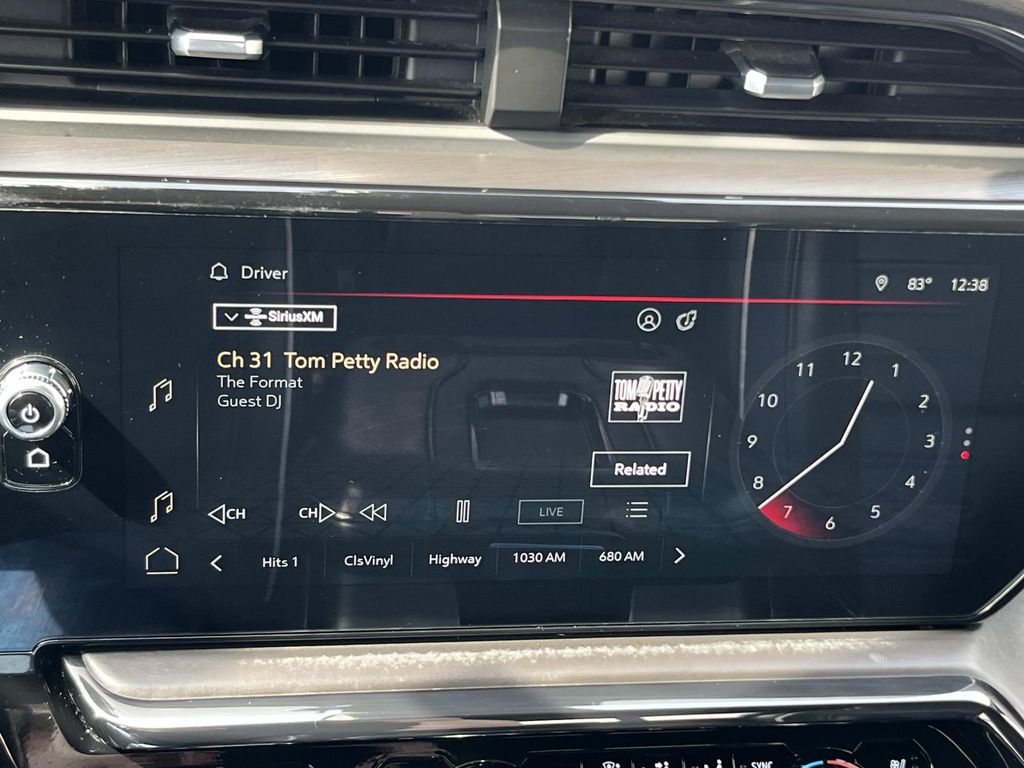 Driver
83° 12:38
SiriusXM
Ch 31 Tom Petty Radio
The Format
Guest DJ
TOM PETTY
RADIO
Related
CH
CH
LIVE
Hits 1
ClsVinyl
Highway
1030 AM
680 AM
12
1
2
3
4
5
6
7
8
9
10
11
SYNC